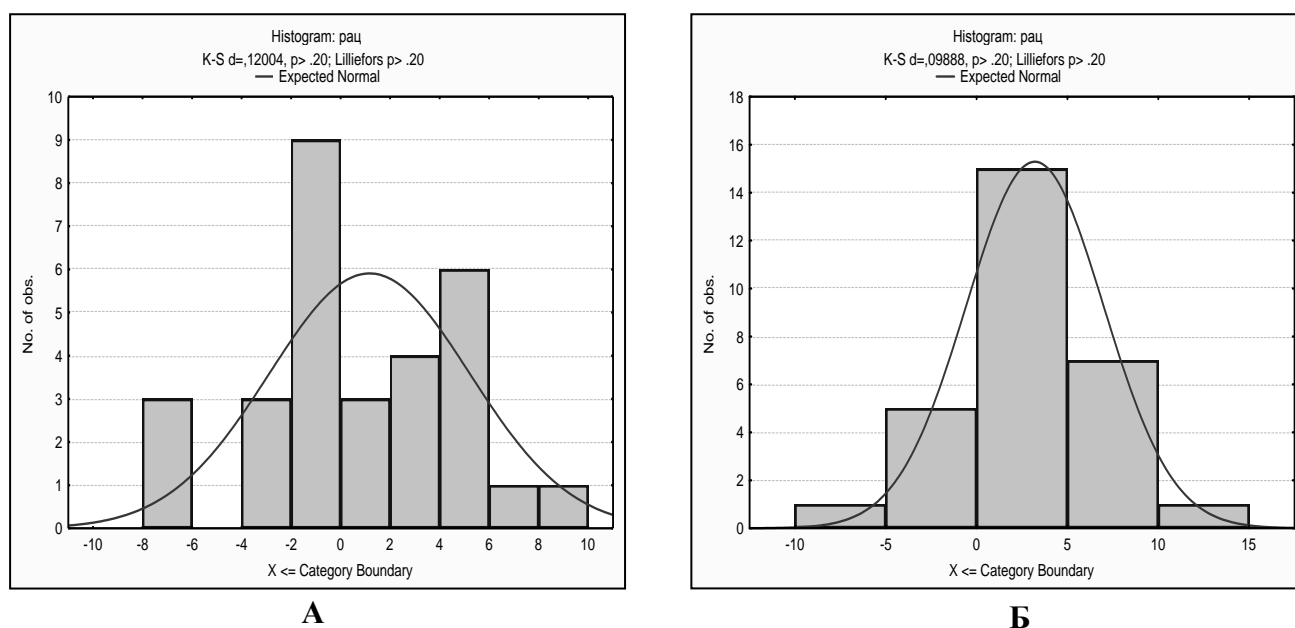 Histogram: рац
K-S d=,12004, p> .20; Lilliefors p> .20
Expected Normal
10
9
8
7
6
5
4
3
2
1
0
No. of obs.
-10 -8 -6 -4 -2 0 2 4 6 8 10
X <= Category Boundary
А
Histogram: рац
K-S d=,09888, p> .20; Lilliefors p> .20
Expected Normal
18
16
14
12
10
8
6
4
2
0
No. of obs.
-10 -5 0 5 10 15
X <= Category Boundary
Б